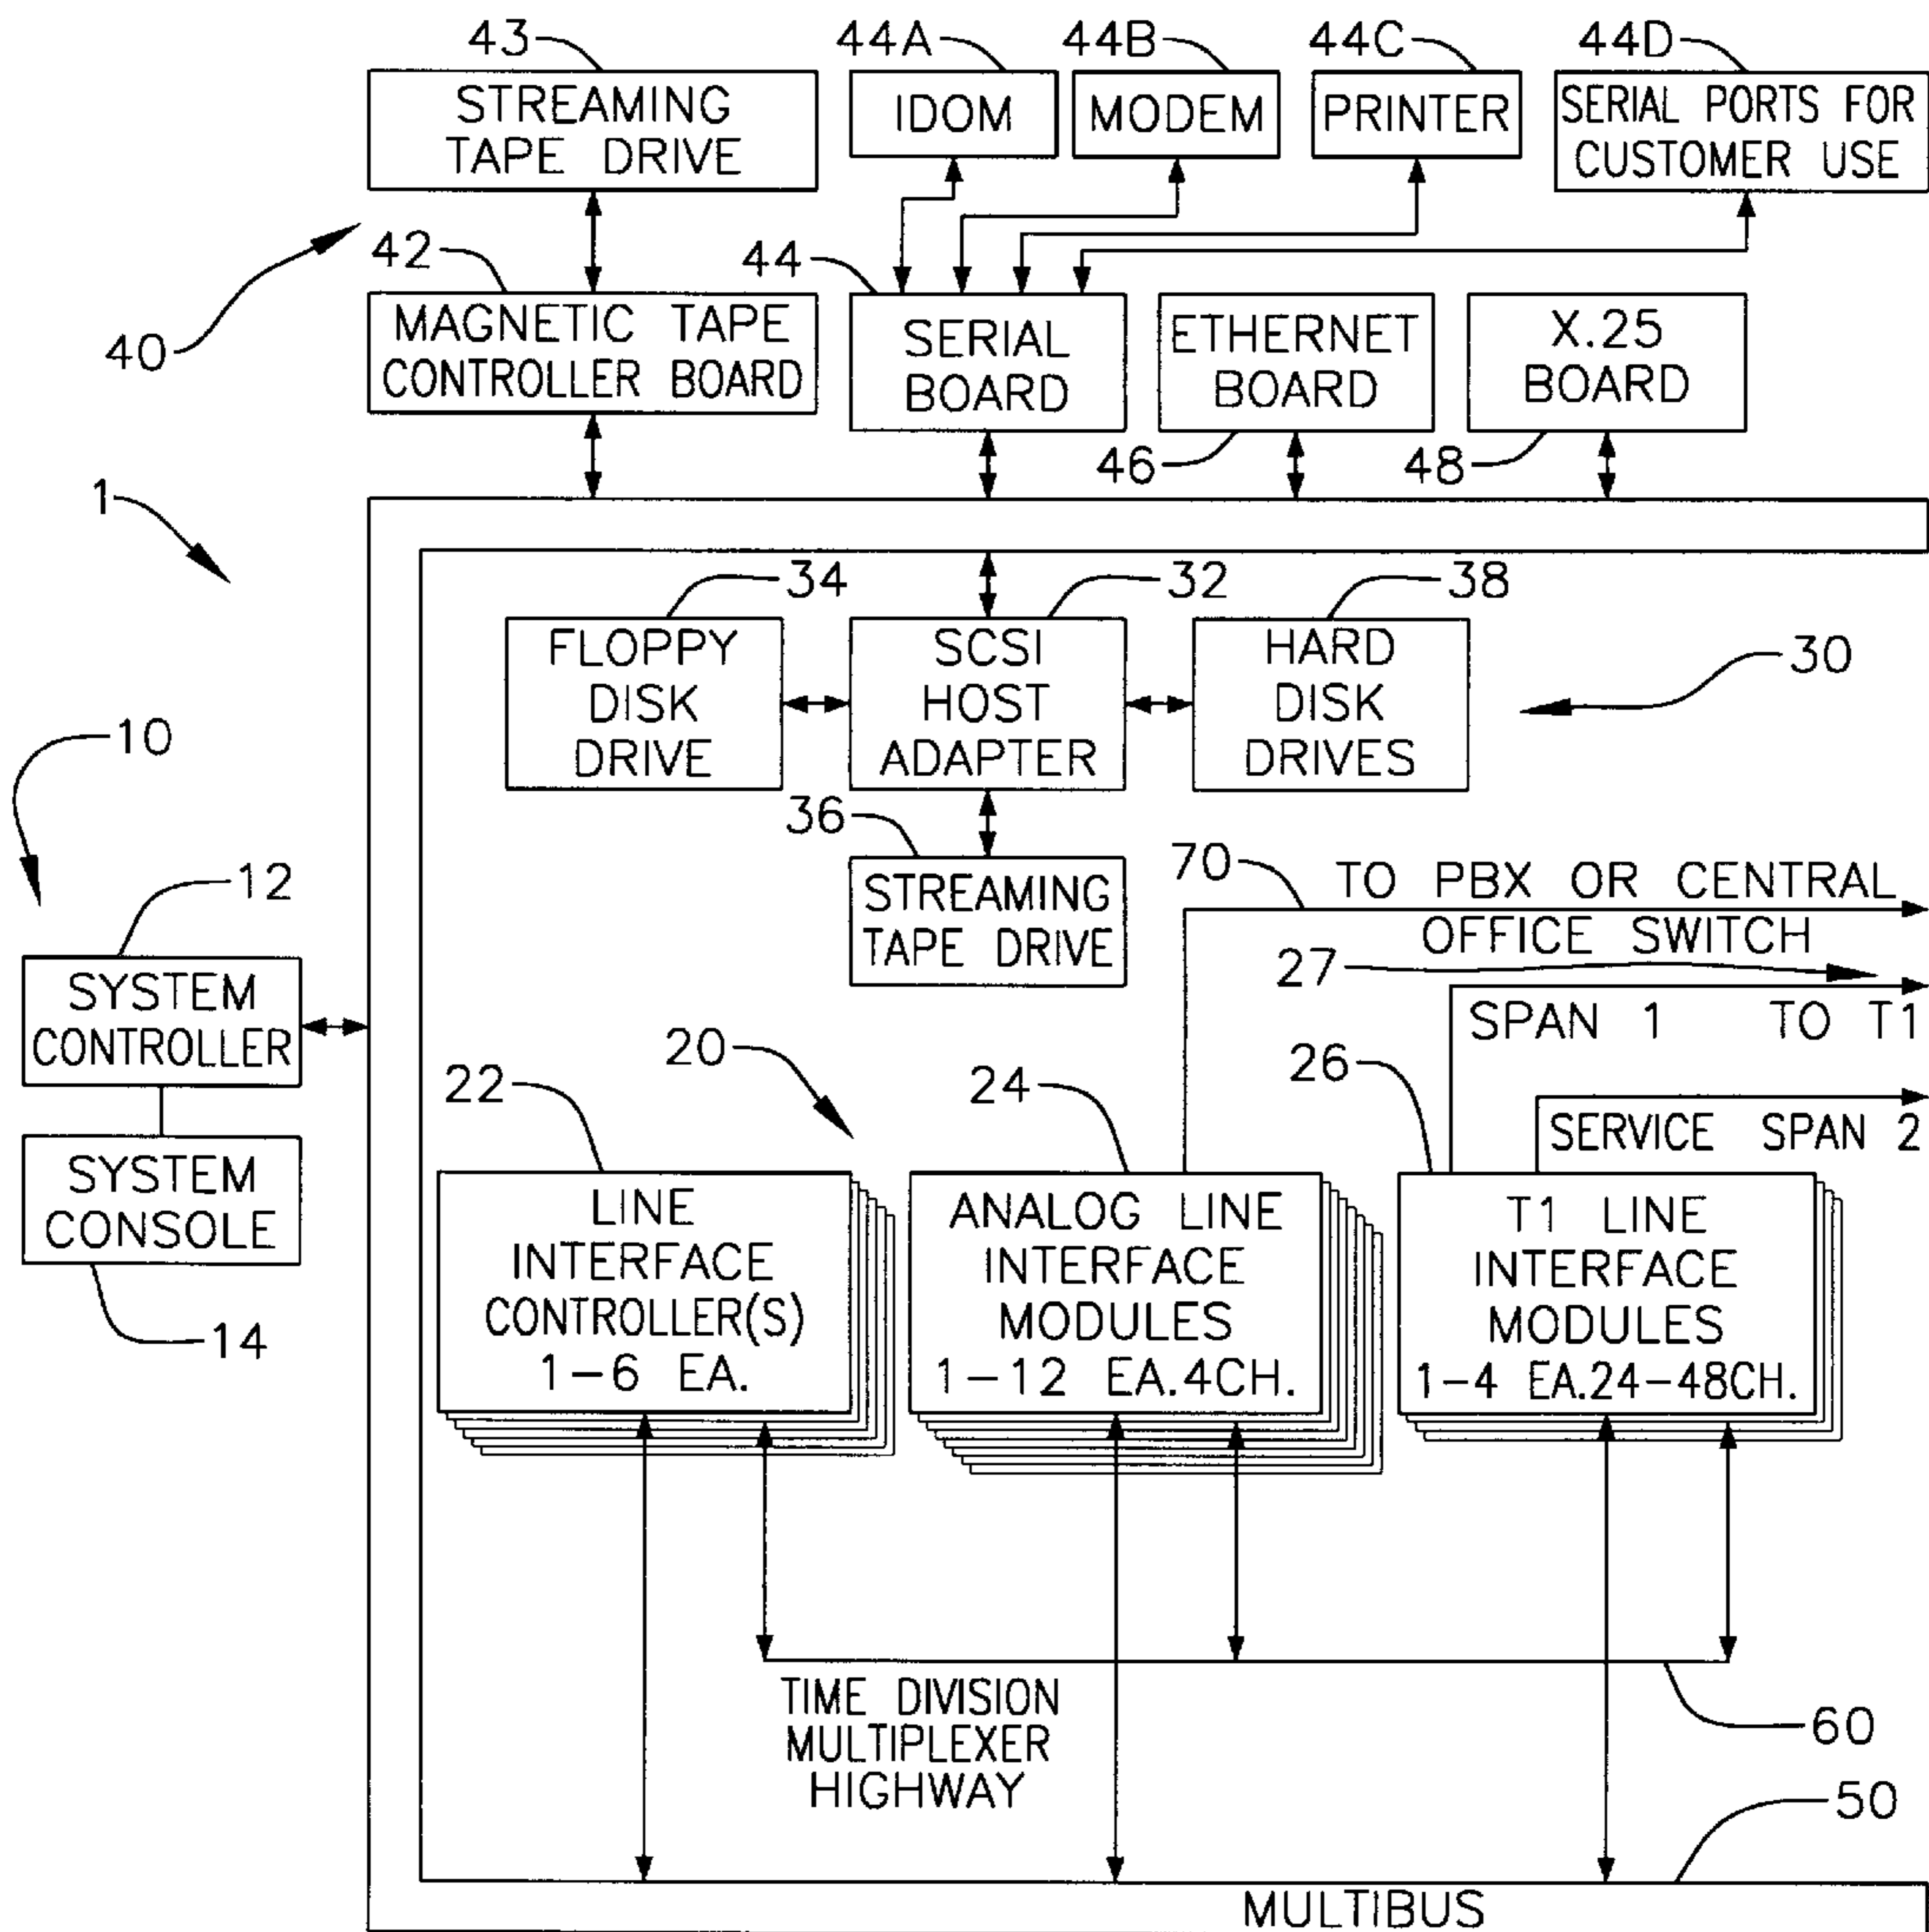 43
44A
44B
44C
44D
STREAMING
TAPE DRIVE
IDOM
MODEM
PRINTER
SERIAL PORTS FOR
CUSTOMER USE
40
42
44
MAGNETIC TAPE
CONTROLLER BOARD
SERIAL
BOARD
ETHERNET
BOARD
X.25
BOARD
46
48
1
34
32
38
FLOPPY
DISK
DRIVE
SCSI
HOST
ADAPTER
HARD
DISK
DRIVES
30
10
36
STREAMING
TAPE DRIVE
70
TO PBX OR CENTRAL
OFFICE SWITCH
27
12
SYSTEM
CONTROLLER
SPAN 1 TO T1
20
26
SERVICE SPAN 2
22
24
SYSTEM
CONSOLE
14
LINE
INTERFACE
CONTROLLER(S)
1-6 EA.
ANALOG LINE
INTERFACE
MODULES
1-12 EA.4CH.
T1 LINE
INTERFACE
MODULES
1-4 EA.24-48CH.
TIME DIVISION
MULTIPLEXER
HIGHWAY
60
50
MULTIBUS